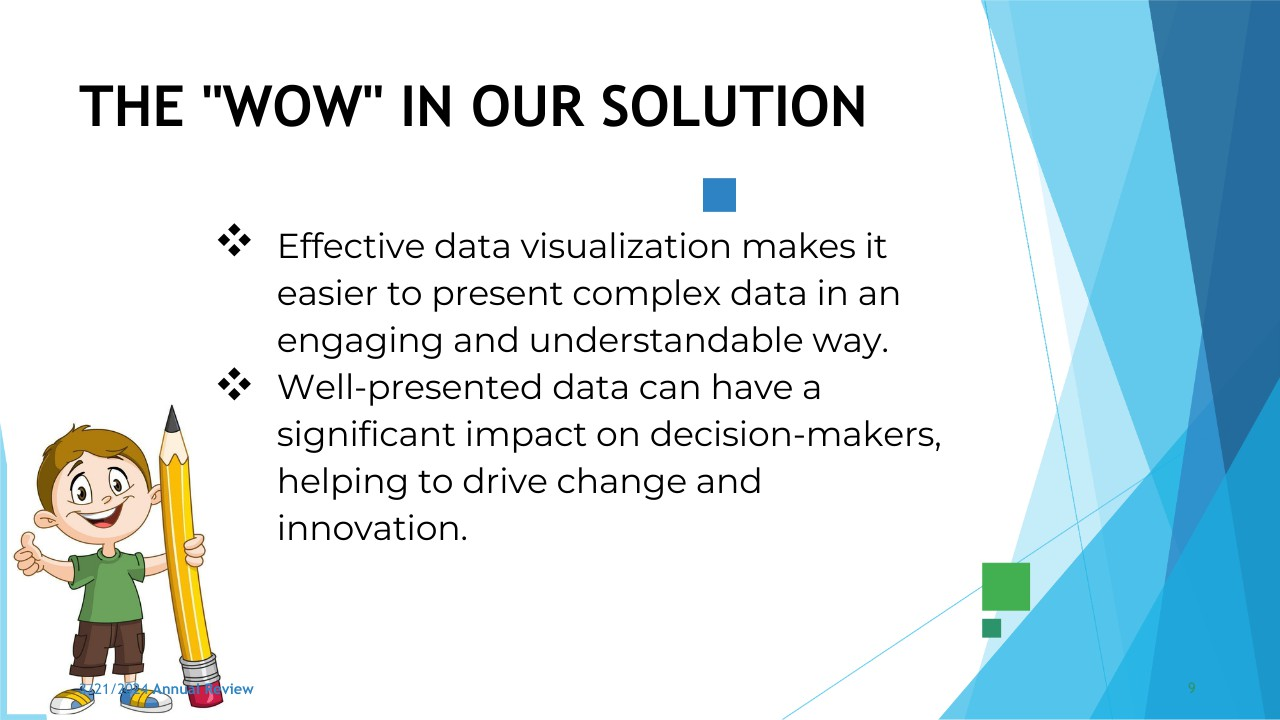 THE "WOW" IN OUR SOLUTION
Effective data visualization makes it
easier to present complex data in an
engaging and understandable way.
Well-presented data can have a
significant impact on decision-makers,
helping to drive change and
innovation.
Annual Review
9